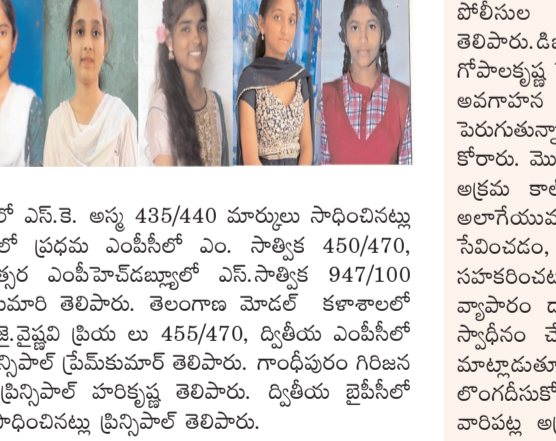 లో ఎస్.కె. అస్మ 435/440 మార్కులు సాధించినట్లు
లో ప్రథమ ఎంపీసీలో ఎం. సాత్విక 450/470,
త్సర ఎంపీహెచ్‌డబ్ల్యూలో ఎస్.సాత్విక 947/100
మారి తెలిపారు. తెలంగాణ మోడల్ కళాశాలలో
జె.వైష్ణవి ప్రియ లు 455/470, ద్వితీయ ఎంపీసీలో
న్సిపాల్ ప్రేమ్‌కుమార్ తెలిపారు. గాంధీపురం గిరిజన
ప్రిన్సిపాల్ హరికృష్ణ తెలిపారు. ద్వితీయ బైపీసీలో
సాధించినట్లు ప్రిన్సిపాల్ తెలిపారు.
పోలీసుల
తెలిపారు.
గోపాలకృష్ణ
అవగాహన
పెరుగుతున్నా
కోరారు.
అక్రమ
అలాగేయువ
సేవించడం,
సహకరించట
వ్యాపారం
స్వాధీనం
మాట్లాడుతూ
లొంగదీసుకో
వారిపట్ల